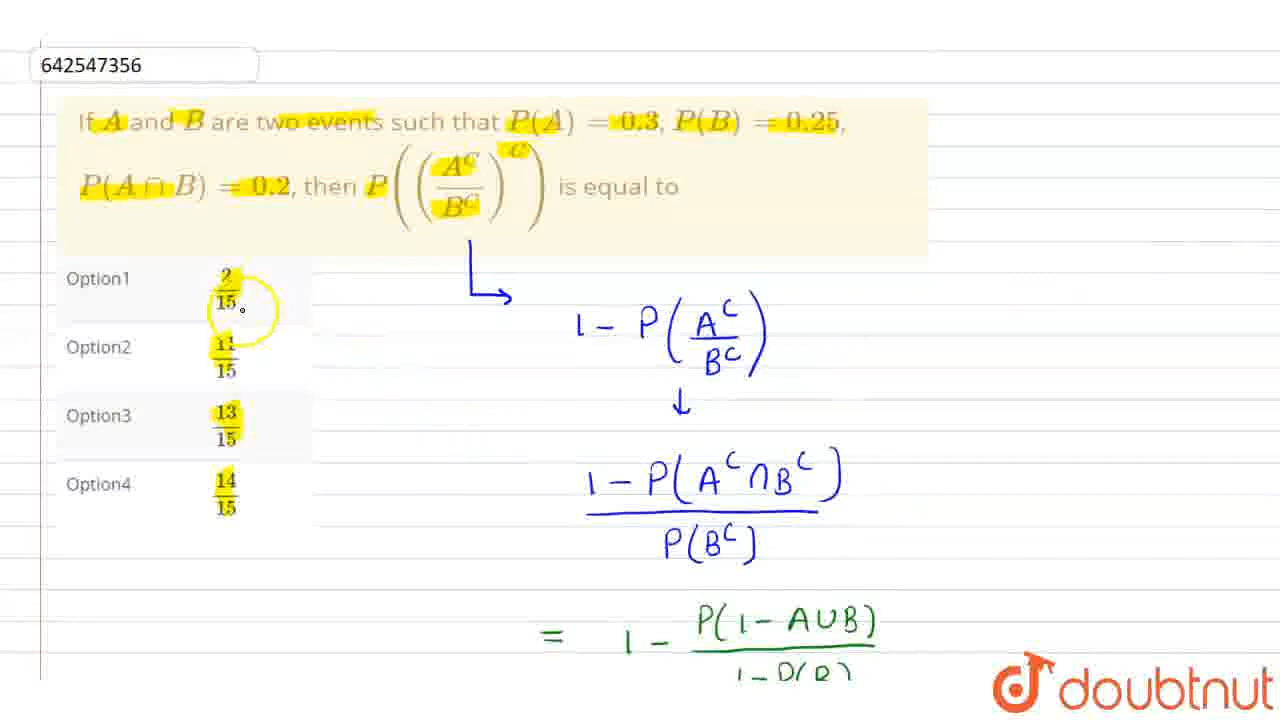 642547356
If A and B are two events such that P(A) = 0.3, P(B) = 0.25,
P(A ∩ B) = 0.2, then P((A^C/B^C)^C) is equal to
Option1 2/15
Option2 11/15
Option3 13/15
Option4 14/15
1 - P(A^C/B^C)
↓
1 - P(A^C ∩ B^C)
P(B^C)
= 1 - P(1 - A∪B)
1 - P(B)
doubtnut